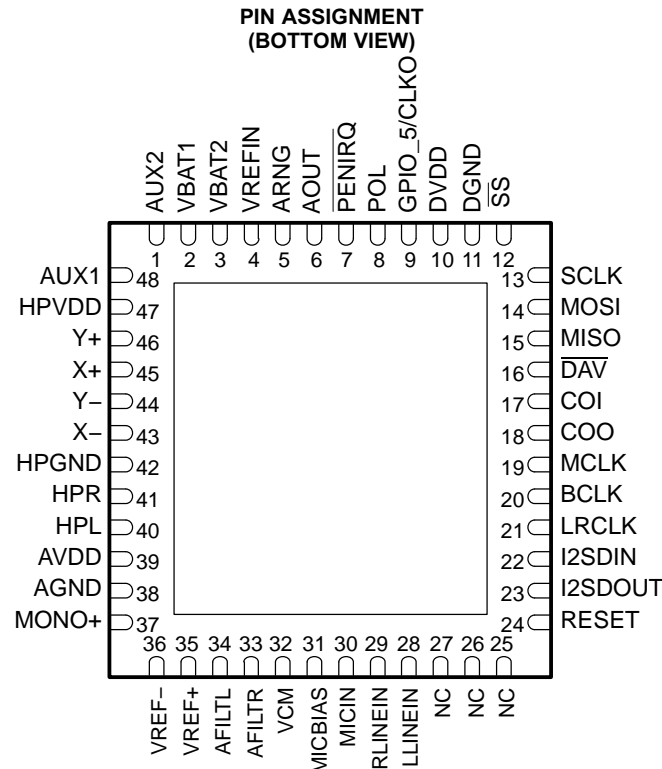 PIN ASSIGNMENT
(BOTTOM VIEW)
AUX2
VBAT1
VBAT2
VREFIN
ARNG
AOUT
PENIRQ
POL
GPIO_5/CLKO
DVDD
DGND
SS
1 2 3 4 5 6 7 8 9 10 11 12
AUX1 48
HPVDD 47
Y+ 46
X+ 45
Y− 44
X− 43
HPGND 42
HPR 41
HPL 40
AVDD 39
AGND 38
MONO+ 37
13 SCLK
14 MOSI
15 MISO
16 DAV
17 COI
18 COO
19 MCLK
20 BCLK
21 LRCLK
22 I2SDIN
23 I2SDOUT
24 RESET
36 35 34 33 32 31 30 29 28 27 26 25
VREF−
VREF+
AFILTL
AFILTR
VCM
MICBIAS
MICIN
RLINEIN
LLINEIN
NC
NC
NC